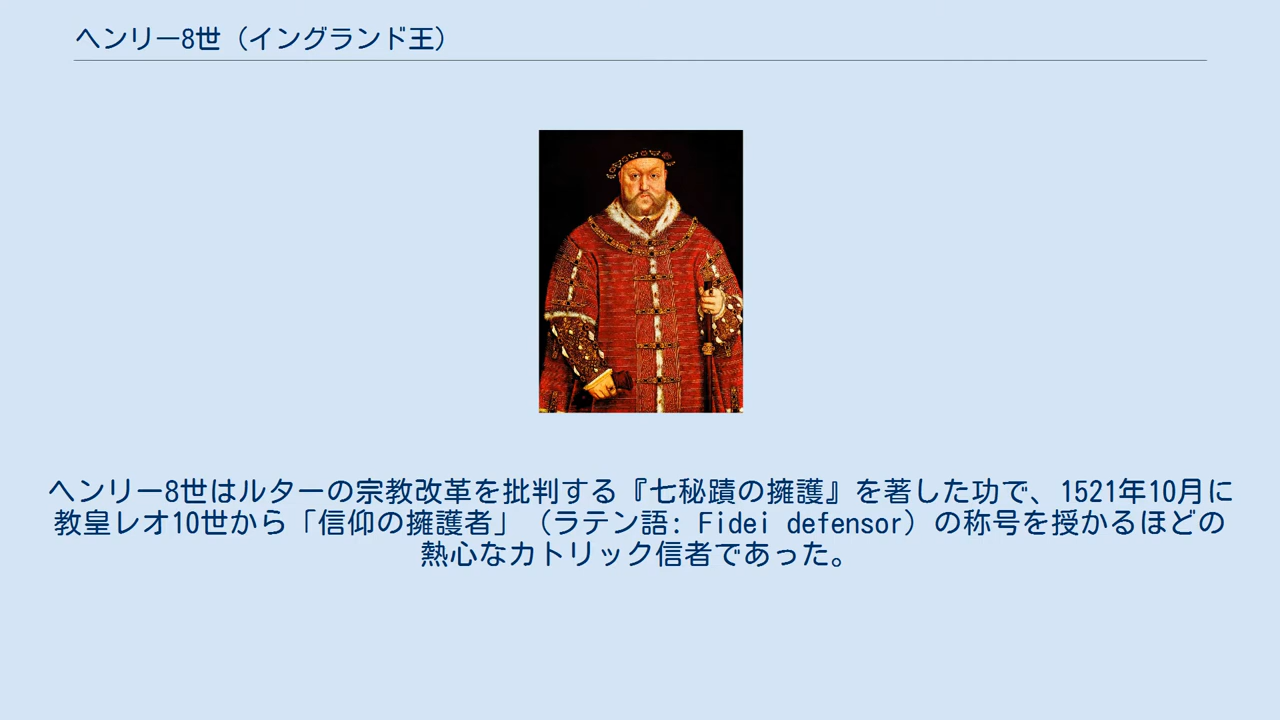 ヘンリー8世（イングランド王）
ヘンリー8世はルターの宗教改革を批判する『七秘蹟の擁護』を著した功で、1521年10月に
教皇レオ10世から「信仰の擁護者」（ラテン語: Fidei defensor）の称号を授かるほどの
熱心なカトリック信者であった。